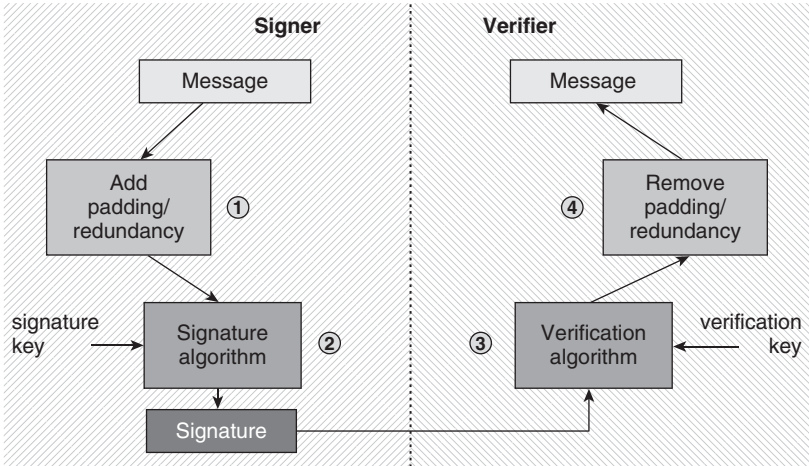 Signer
Verifier
Message
Message
Add
padding/
redundancy
1
4
Remove
padding/
redundancy
signature
key
Signature
algorithm
2
3
Verification
algorithm
verification
key
Signature